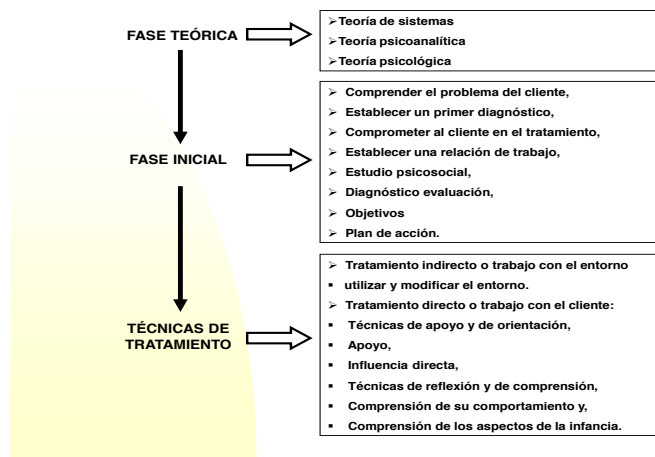 FASE TEÓRICA
➢Teoría de sistemas
➢Teoría psicoanalítica
➢Teoría psicológica
FASE INICIAL
➢ Comprender el problema del cliente,
➢ Establecer un primer diagnóstico,
➢ Comprometer al cliente en el tratamiento,
➢ Establecer una relación de trabajo,
➢ Estudio psicosocial,
➢ Diagnóstico evaluación,
➢ Objetivos
➢ Plan de acción.
TÉCNICAS DE
TRATAMIENTO
➢ Tratamiento indirecto o trabajo con el entorno
▪ utilizar y modificar el entorno.
➢ Tratamiento directo o trabajo con el cliente:
▪ Técnicas de apoyo y de orientación,
▪ Apoyo,
▪ Influencia directa,
▪ Técnicas de reflexión y de comprensión,
▪ Comprensión de su comportamiento y,
▪ Comprensión de los aspectos de la infancia.